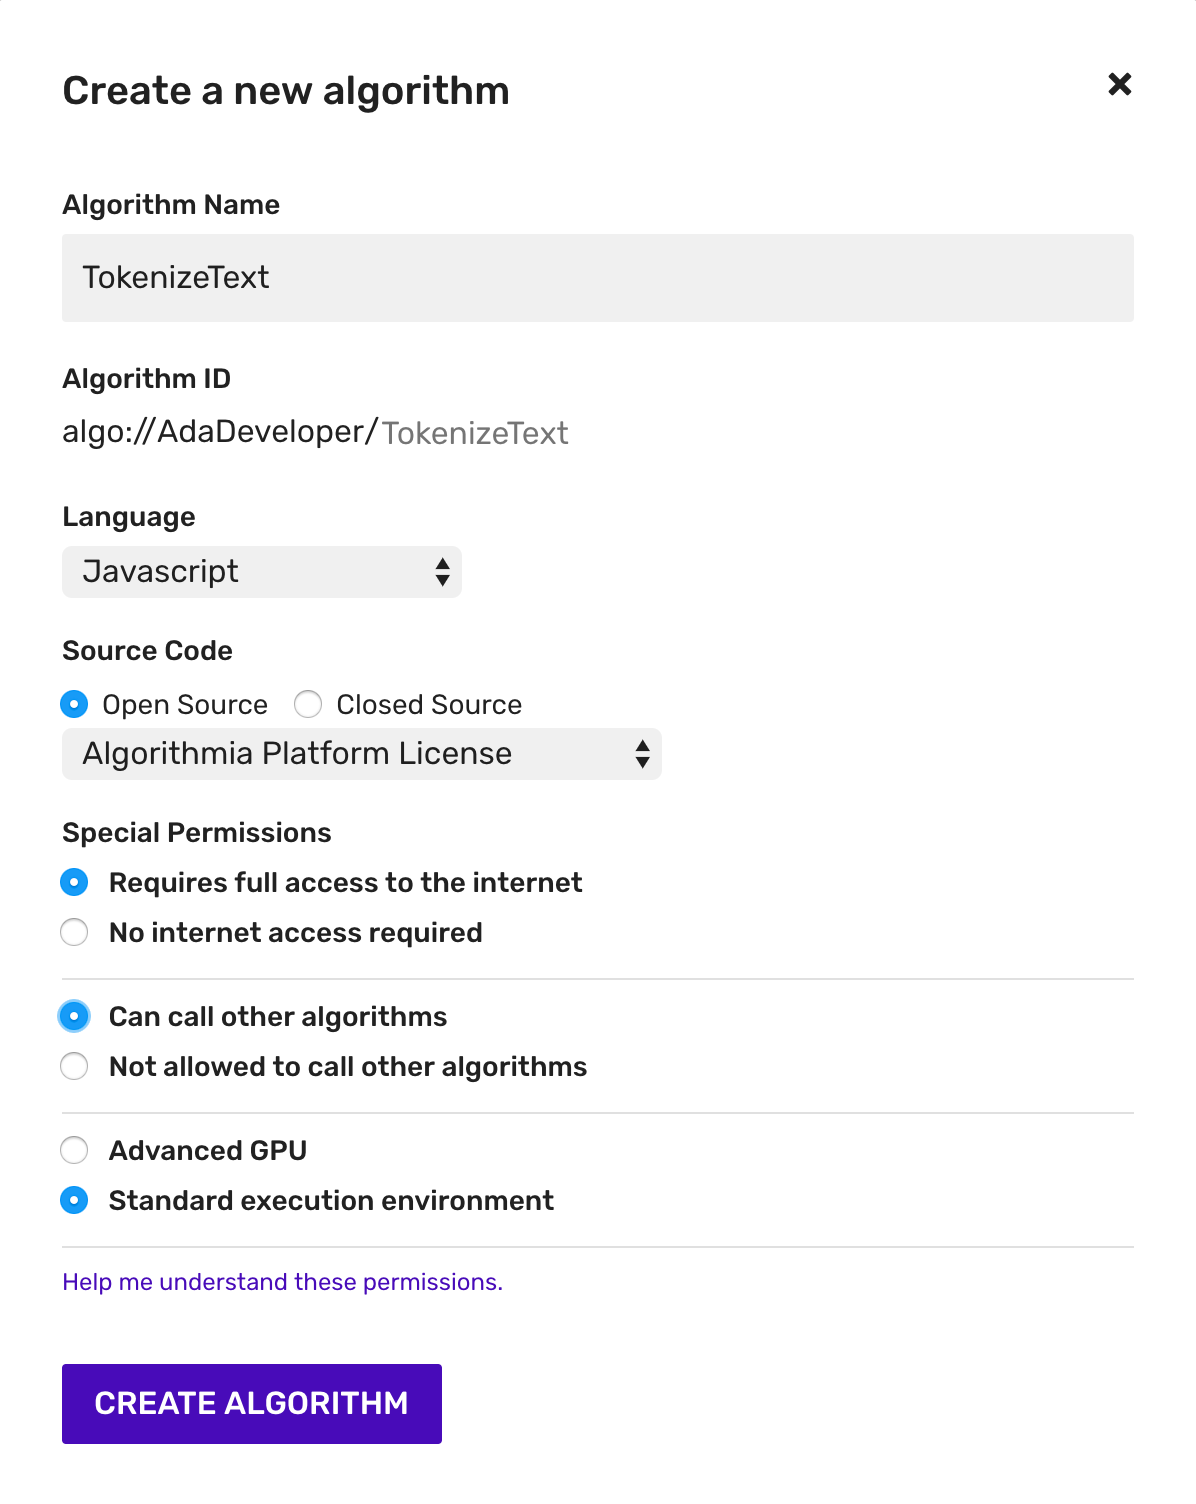 Create a new algorithm
Algorithm Name
TokenizeText
Algorithm ID
algo://AdaDeveloper/TokenizeText
Language
Javascript
Source Code
Open Source Closed Source
Algorithmia Platform License
Special Permissions
Requires full access to the internet
No internet access required
Can call other algorithms
Not allowed to call other algorithms
Advanced GPU
Standard execution environment
Help me understand these permissions.
CREATE ALGORITHM